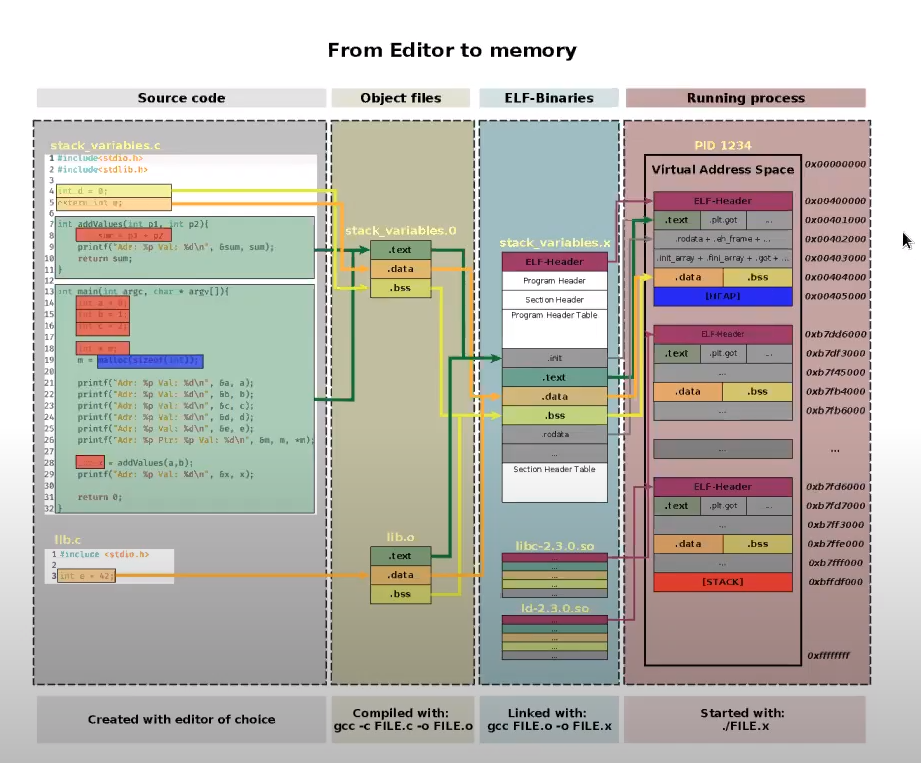 From Editor to memory
Source code
Object files
ELF-Binaries
Running process
stack_variables.c
1 #include<stdio.h>
2 #include<stdlib.h>
3
4 int d = 0;
5 extern int e;
6
7 int addValues(int p1, int p2){
8 sum = p1 + p2
9 printf("Adr: %p Val: %d\n", &sum, sum);
10 return sum;
11 }
12
13 int main(int argc, char * argv[]){
14 int a = 0;
15 int b = 1;
16 int c = 2;
17
18 int * m;
19 m = malloc(sizeof(int));
20
21 printf("Adr: %p Val: %d\n", &a, a);
22 printf("Adr: %p Val: %d\n", &b, b);
23 printf("Adr: %p Val: %d\n", &c, c);
24 printf("Adr: %p Val: %d\n", &d, d);
25 printf("Adr: %p Val: %d\n", &e, e);
26 printf("Adr: %p Ptr: %p Val: %d\n", &m, m, *m);
27
28 = addValues(a,b);
29 printf("Adr: %p Val: %d\n", &x, x);
30
31 return 0;
32 }
lib.c
1 #include <stdio.h>
2
3 int e = 42;
stack_variables.0
.text
.data
.bss
lib.o
.text
.data
.bss
stack_variables.x
ELF-Header
Program Header
Section Header
Program Header Table
.init
.text
.data
.bss
.rodata
...
Section Header Table
libc-2.3.0.so
...
...
ld-2.3.0.so
...
...
...
PID 1234
Virtual Address Space
0x00000000
ELF-Header 0x00400000
.text .plt.got ... 0x00401000
.rodata + .eh_frame + ... 0x00402000
.init_array + .fini_array + .got + ... 0x00403000
.data .bss 0x00404000
[HEAP] 0x00405000
ELF-Header 0xb7dd6000
.text .plt.got ... 0xb7df3000
... 0xb7f45000
.data .bss 0xb7fb4000
... 0xb7fb6000
... ...
ELF-Header 0xb7fd6000
.text .plt.got ... 0xb7fd7000
... 0xb7ff3000
.data .bss 0xb7ffe000
... 0xb7fff000
[STACK] 0xbffdf000
0xffffffff
Created with editor of choice
Compiled with:
gcc -c FILE.c -o FILE.o
Linked with:
gcc FILE.o -o FILE.x
Started with:
./FILE.x